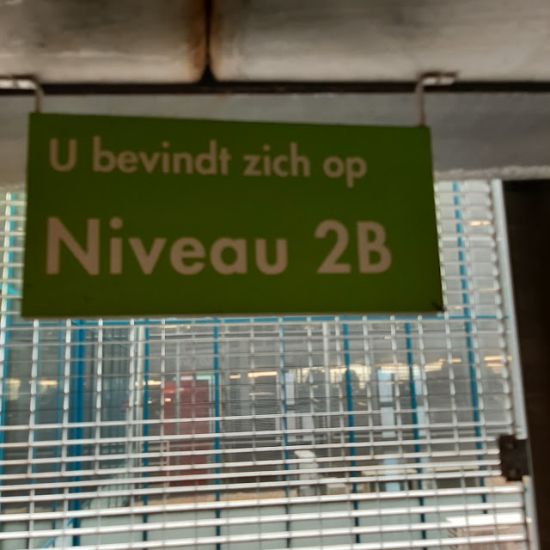 U bevindt zich op
Niveau 2B